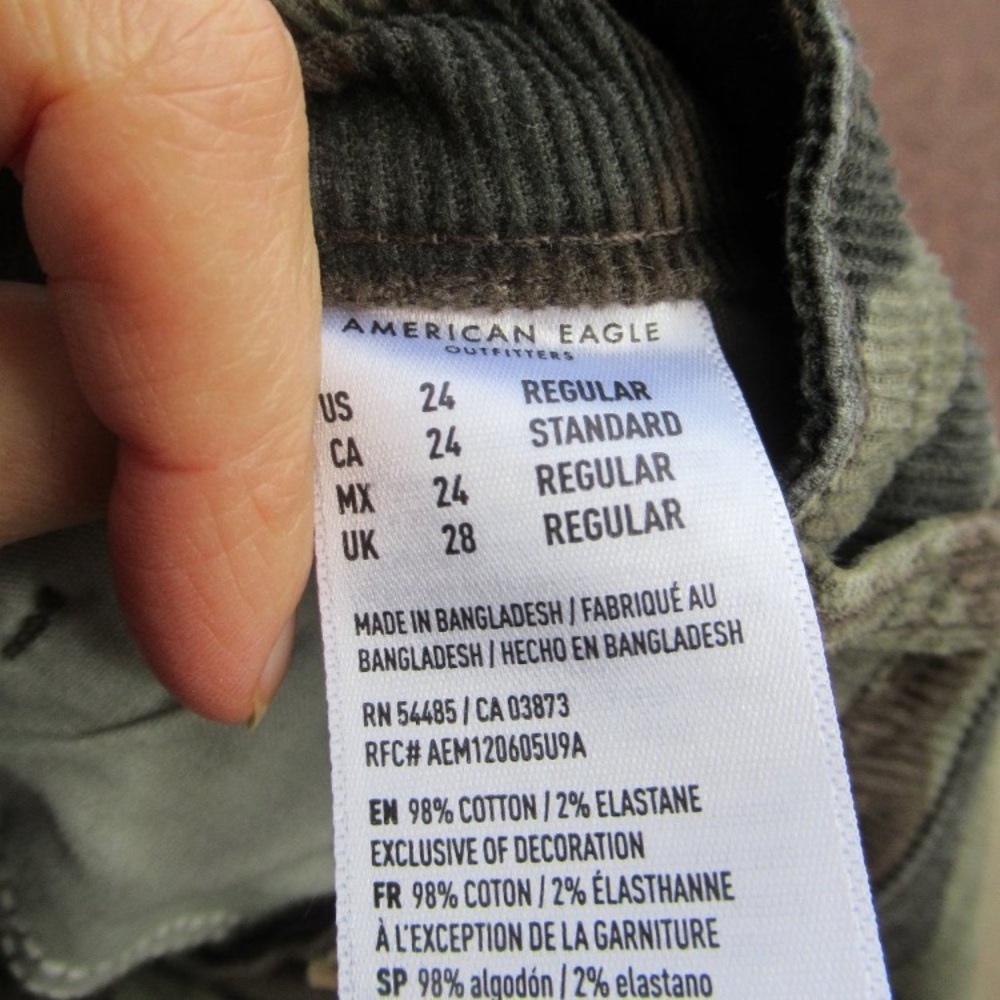 AMERICAN EAGLE
OUTFITTERS
US 24 REGULAR
CA 24 STANDARD
MX 24 REGULAR
UK 28 REGULAR
MADE IN BANGLADESH / FABRIQUÉ AU
BANGLADESH / HECHO EN BANGLADESH
RN 54485 / CA 03873
RFC# AEM120605U9A
EN 98% COTTON / 2% ELASTANE
EXCLUSIVE OF DECORATION
FR 98% COTON / 2% ÉLASTHANNE
À L'EXCEPTION DE LA GARNITURE
SP 98% algodón / 2% elastano